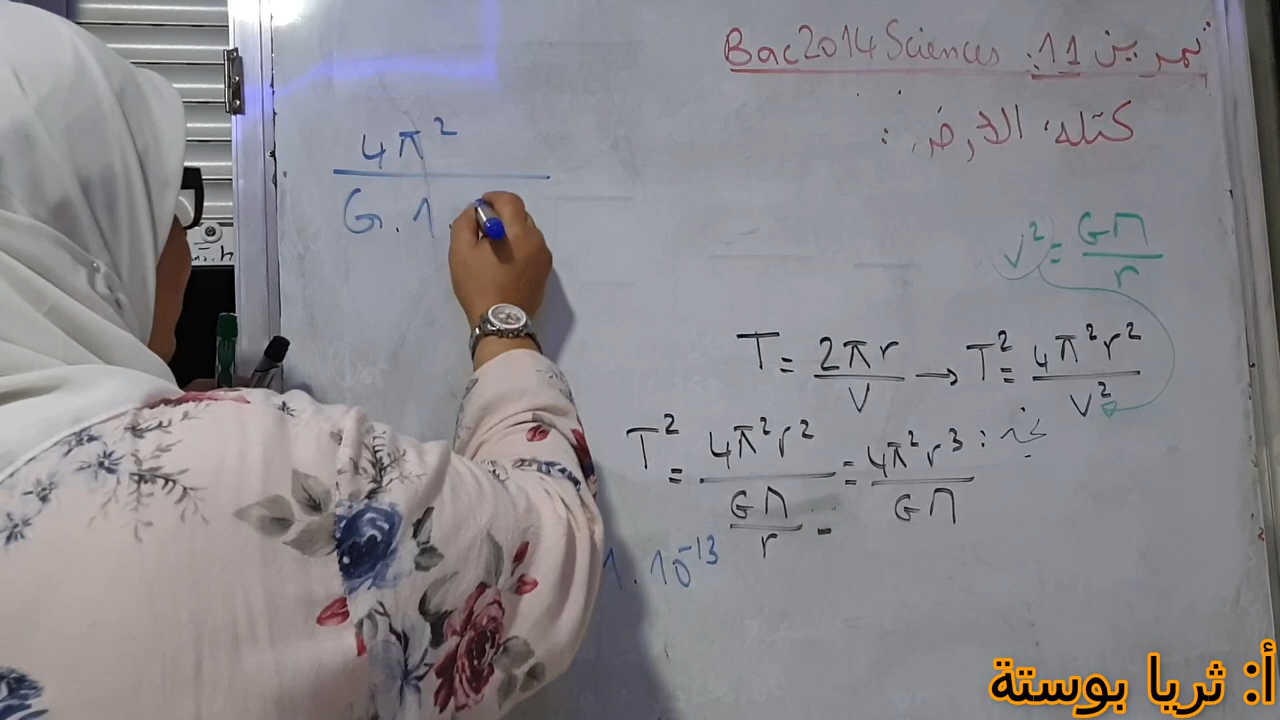 تمرين 11: Bac2014 Sciences
كتلة الارض:
4π²
G. 1.
v² = GM
r
T = 2πr / v → T² = 4π²r² / v²
نجد: T² = 4π²r² / (GM / r) = 4π²r³ / GM
1.10⁻¹³
أ: ثريا بوستة